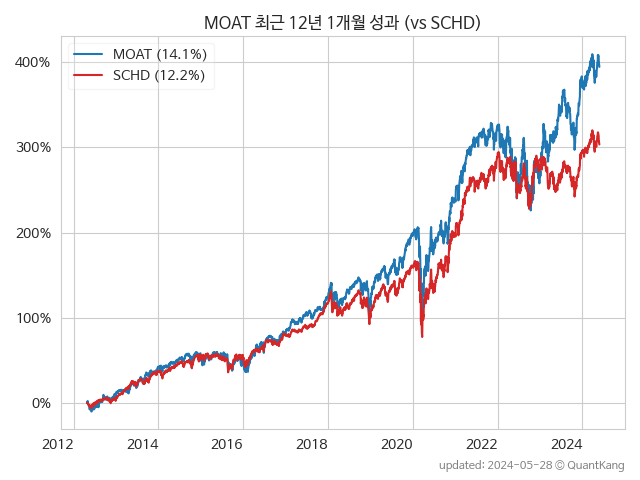 MOAT 최근 12년 1개월 성과 (vs SCHD)
MOAT (14.1%)
SCHD (12.2%)
400%
300%
200%
100%
0%
2012 2014 2016 2018 2020 2022 2024
updated: 2024-05-28 © QuantKang